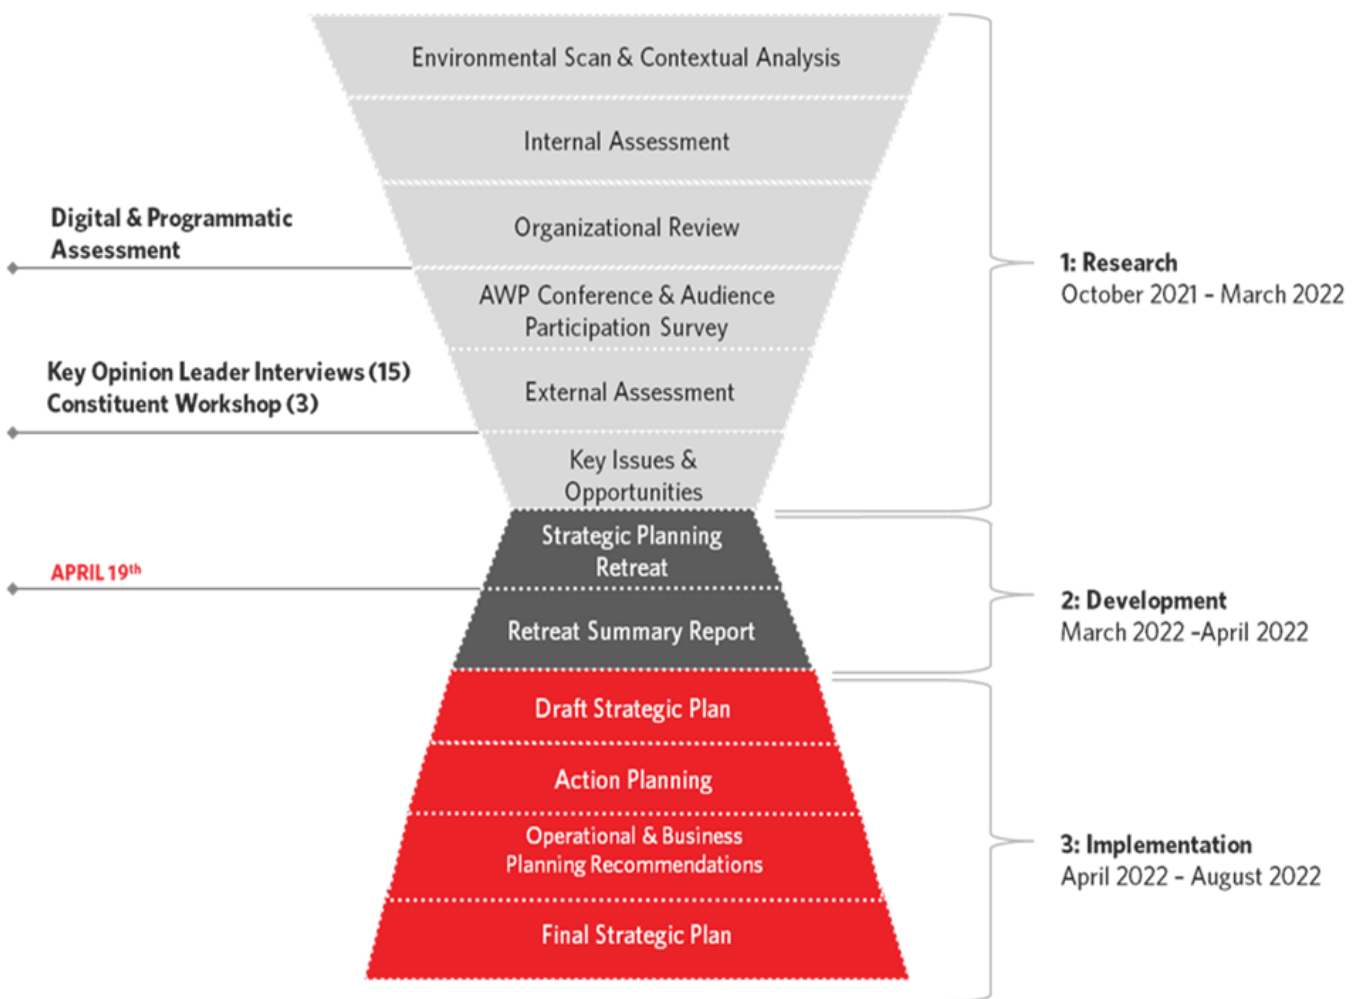 Environmental Scan & Contextual Analysis
Internal Assessment
Organizational Review
AWP Conference & Audience
Participation Survey
External Assessment
Key Issues &
Opportunities
Strategic Planning
Retreat
Retreat Summary Report
Draft Strategic Plan
Action Planning
Operational & Business
Planning Recommendations
Final Strategic Plan
Digital & Programmatic
Assessment
Key Opinion Leader Interviews (15)
Constituent Workshop (3)
APRIL 19th
1: Research
October 2021 – March 2022
2: Development
March 2022 –April 2022
3: Implementation
April 2022 – August 2022